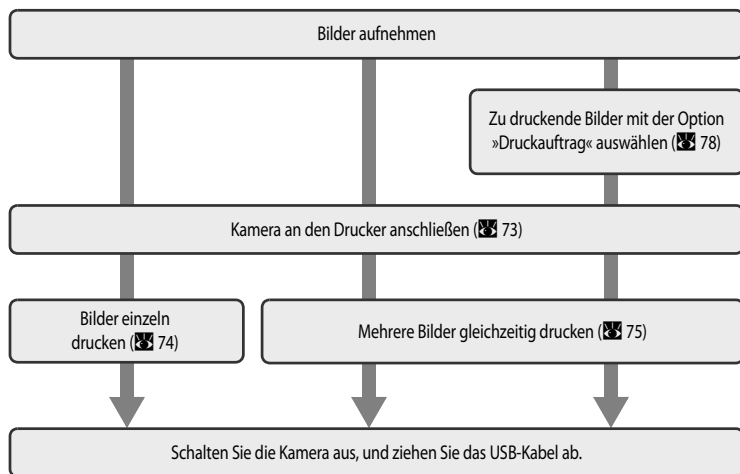 Bilder aufnehmen
Zu druckende Bilder mit der Option
»Druckauftrag« auswählen (78)
Kamera an den Drucker anschließen (73)
Bilder einzeln
drucken (74)
Mehrere Bilder gleichzeitig drucken (75)
Schalten Sie die Kamera aus, und ziehen Sie das USB-Kabel ab.